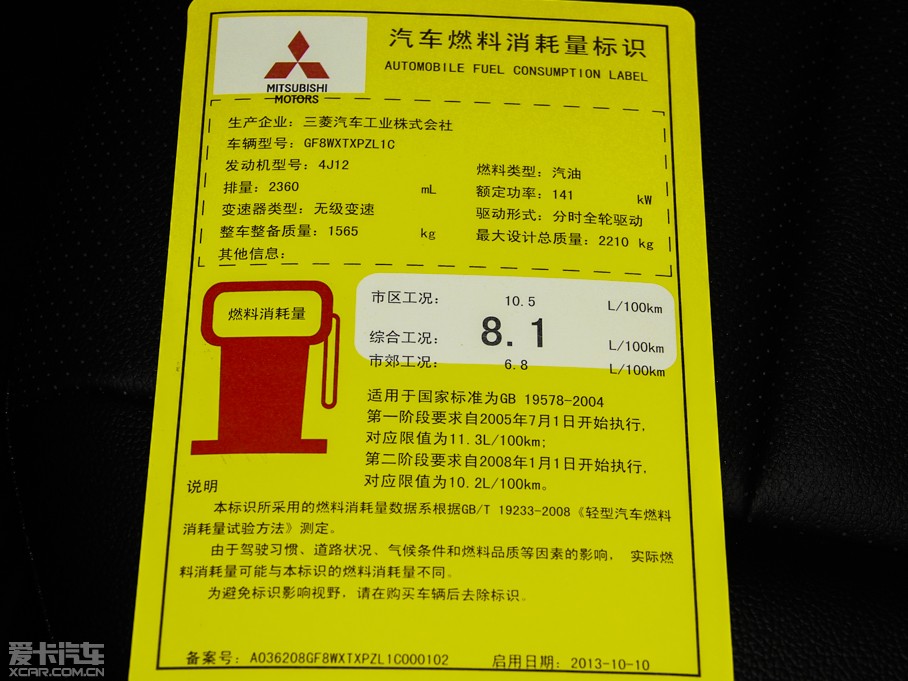 汽车燃料消耗量标识
AUTOMOBILE FUEL CONSUMPTION LABEL
MITSUBISHI
MOTORS
生产企业：三菱汽车工业株式会社
车辆型号：GF8WXTXPZL1C
发动机型号：4J12
燃料类型：汽油
排量：2360 mL
额定功率：141 kW
变速器类型：无级变速
驱动形式：分时全轮驱动
整车整备质量：1565 kg
最大设计总质量：2210 kg
其他信息：
燃料消耗量
市区工况： 10.5 L/100km
综合工况： 8.1 L/100km
市郊工况： 6.8 L/100km
适用于国家标准为GB 19578-2004
第一阶段要求自2005年7月1日开始执行，
对应限值为11.3L/100km；
第二阶段要求自2008年1月1日开始执行，
对应限值为10.2L/100km。
说明
本标识所采用的燃料消耗量数据系根据GB/T 19233-2008《轻型汽车燃料
消耗量试验方法》测定。
由于驾驶习惯、道路状况、气候条件和燃料品质等因素的影响， 实际燃
料消耗量可能与本标识的燃料消耗量不同。
为避免标识影响视野，请在购买车辆后去除标识。
备案号：A036208GF8WXTXPZL1C000102 启用日期：2013-10-10
爱卡汽车
XCAR.COM.CN